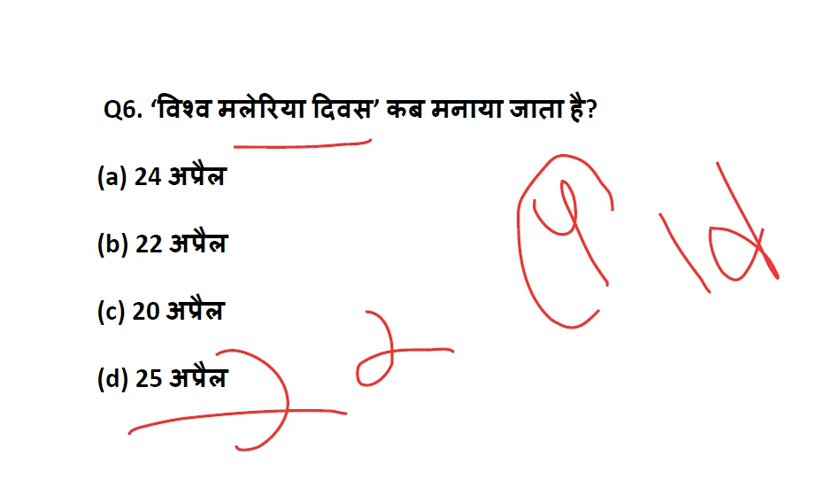 Q6. ‘विश्व मलेरिया दिवस’ कब मनाया जाता है?
(a) 24 अप्रैल
(b) 22 अप्रैल
(c) 20 अप्रैल
(d) 25 अप्रैल